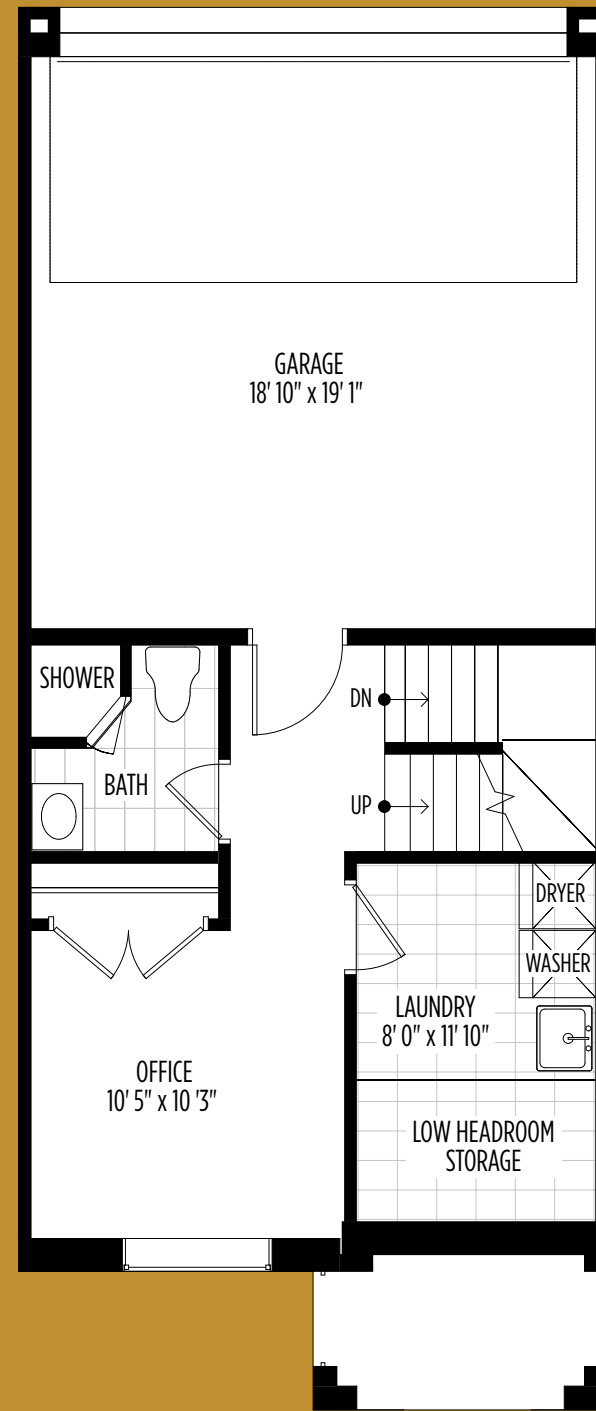 GARAGE
18' 10" x 19' 1"
SHOWER
DN
BATH
UP
DRYER
WASHER
LAUNDRY
8' 0" x 11' 10"
OFFICE
10' 5" x 10 '3"
LOW HEADROOM
STORAGE